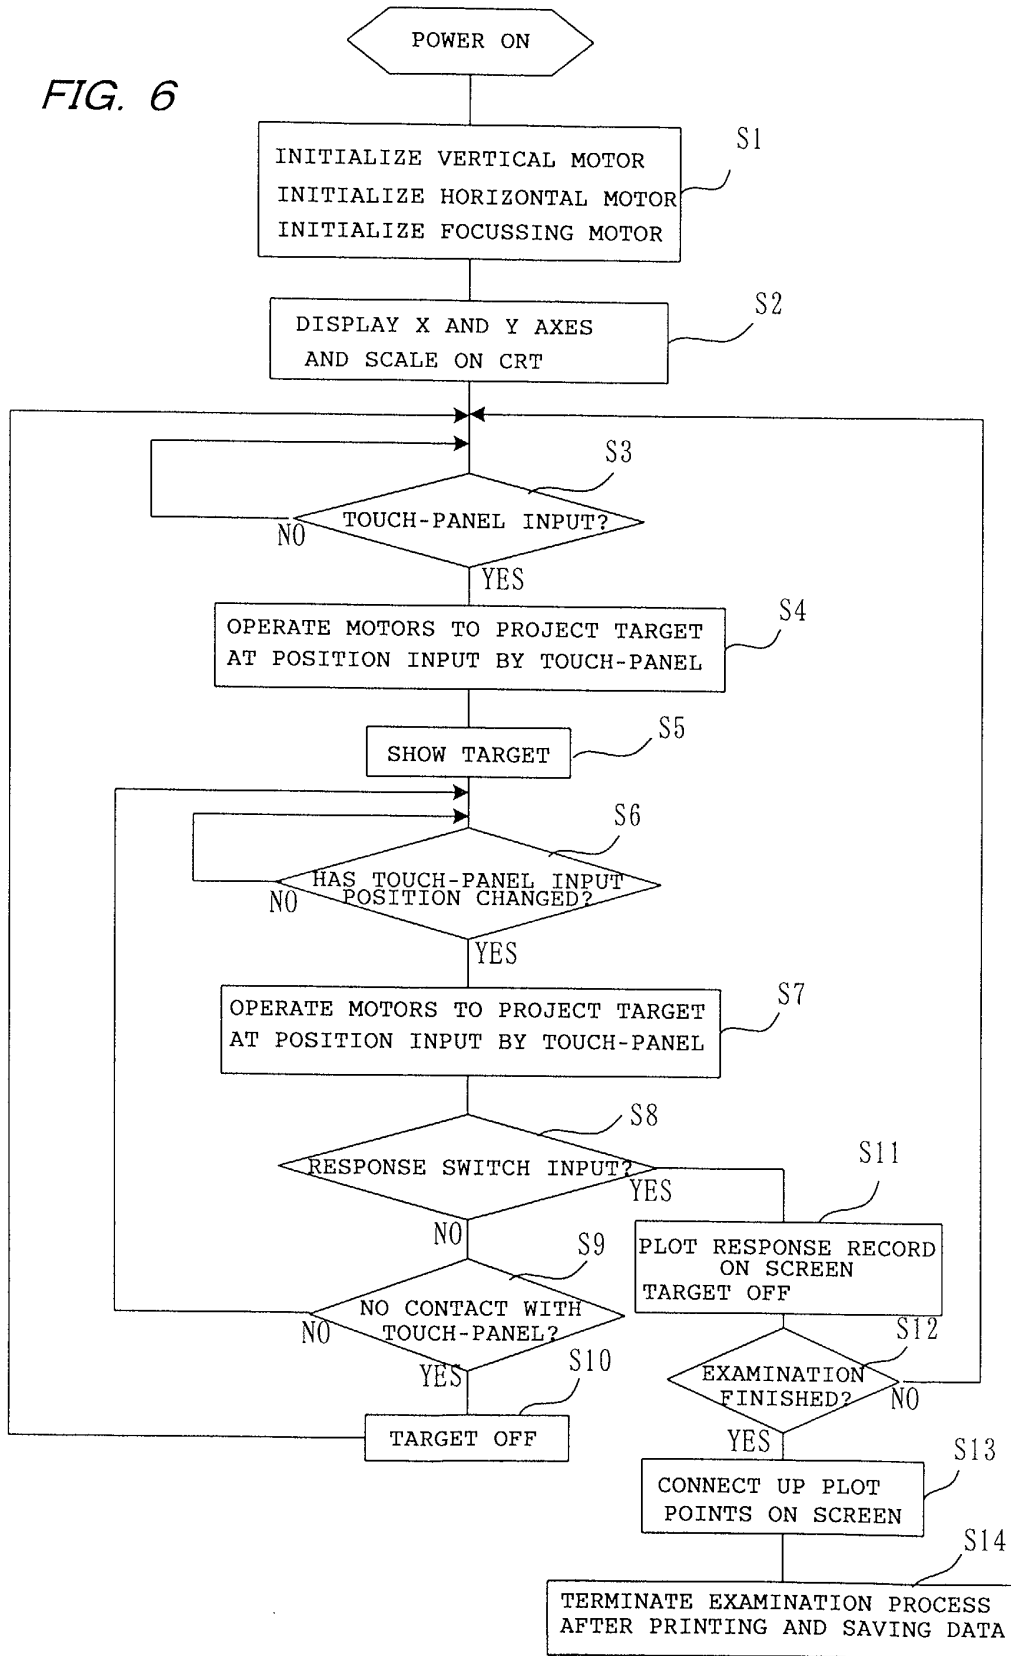 POWER ON
FIG. 6
S1
INITIALIZE VERTICAL MOTOR
INITIALIZE HORIZONTAL MOTOR
INITIALIZE FOCUSSING MOTOR
S2
DISPLAY X AND Y AXES
AND SCALE ON CRT
S3
TOUCH-PANEL INPUT?
NO
YES
S4
OPERATE MOTORS TO PROJECT TARGET
AT POSITION INPUT BY TOUCH-PANEL
S5
SHOW TARGET
S6
HAS TOUCH-PANEL INPUT
POSITION CHANGED?
NO
YES
S7
OPERATE MOTORS TO PROJECT TARGET
AT POSITION INPUT BY TOUCH-PANEL
S8
RESPONSE SWITCH INPUT?
YES
NO
S11
PLOT RESPONSE RECORD
ON SCREEN
TARGET OFF
S9
NO CONTACT WITH
TOUCH-PANEL?
NO
YES
S12
EXAMINATION
FINISHED?
NO
YES
S10
TARGET OFF
S13
CONNECT UP PLOT
POINTS ON SCREEN
S14
TERMINATE EXAMINATION PROCESS
AFTER PRINTING AND SAVING DATA